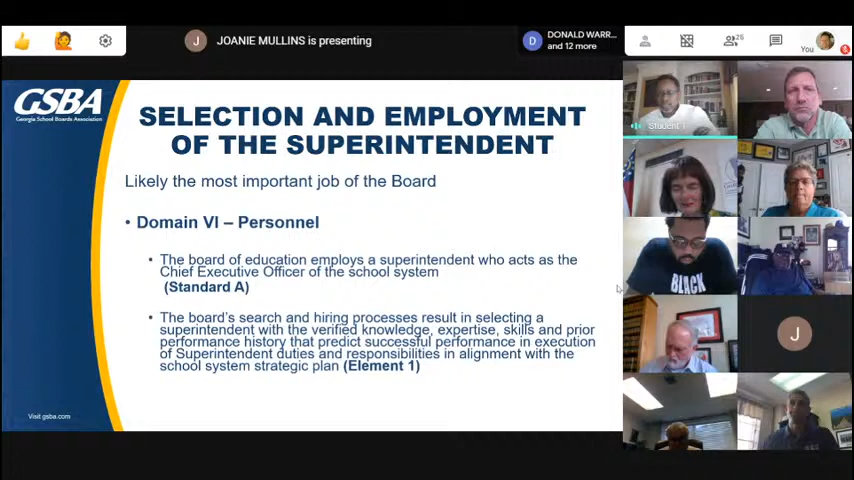 JOANIE MULLINS is presenting
DONALD WARR...
and 12 more
25
You
J
D
GSBA
Georgia School Boards Association
SELECTION AND EMPLOYMENT
OF THE SUPERINTENDENT
Likely the most important job of the Board
• Domain VI – Personnel
• The board of education employs a superintendent who acts as the
Chief Executive Officer of the school system
(Standard A)
• The board's search and hiring processes result in selecting a
superintendent with the verified knowledge, expertise, skills and prior
performance history that predict successful performance in execution
of Superintendent duties and responsibilities in alignment with the
school system strategic plan (Element 1)
Visit gsba.com
Student 1
BLACK
J